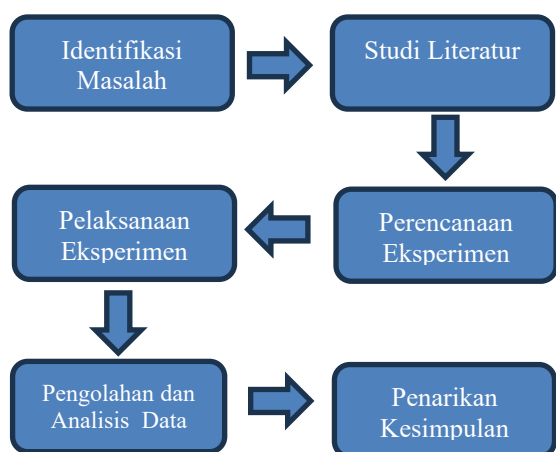 Identifikasi
Masalah
Studi Literatur
Perencanaan
Eksperimen
Pelaksanaan
Eksperimen
Pengolahan dan
Analisis Data
Penarikan
Kesimpulan